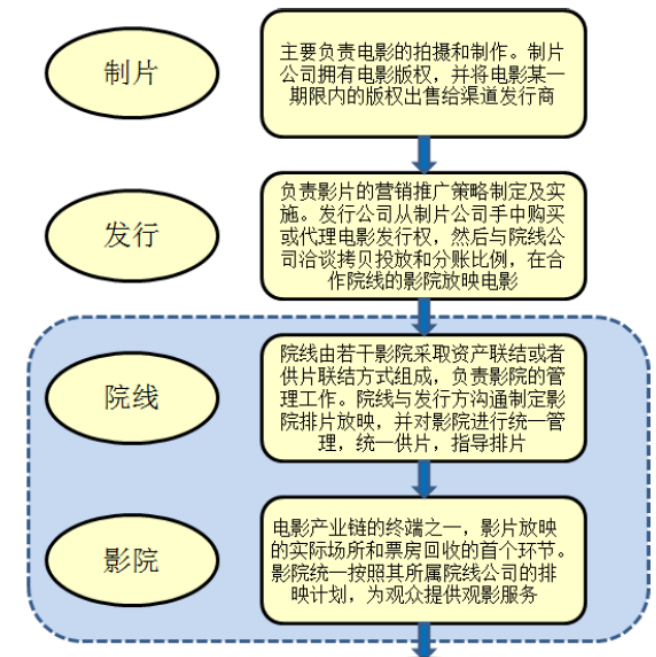 制片
主要负责电影的拍摄和制作。制片
公司拥有电影版权，并将电影某一
期限内的版权出售给渠道发行商
发行
负责影片的营销推广策略制定及实
施。发行公司从制片公司手中购买
或代理电影发行权，然后与院线公
司洽谈拷贝投放和分账比例，在合
作院线的影院放映电影
院线
院线由若干影院采取资产联结或者
供片联结方式组成，负责影院的管
理工作。院线与发行方沟通制定影
院排片放映，并对影院进行统一管
理，统一供片，指导排片
影院
电影产业链的终端之一，影片放映
的实际场所和票房回收的首个环节。
影院统一按照其所属院线公司的排
映计划，为观众提供观影服务